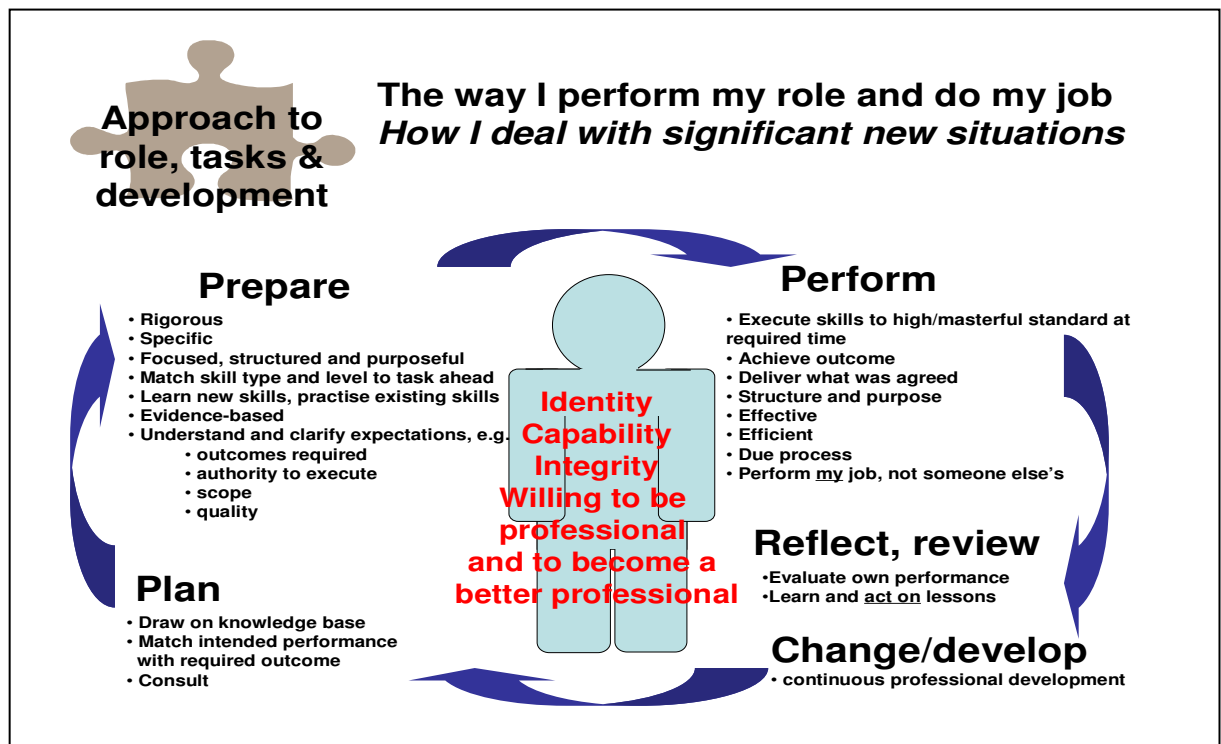 Approach to
role, tasks &
development
The way I perform my role and do my job
How I deal with significant new situations
Prepare
• Rigorous
• Specific
• Focused, structured and purposeful
• Match skill type and level to task ahead
• Learn new skills, practise existing skills
• Evidence-based
• Understand and clarify expectations, e.g.
• outcomes required
• authority to execute
• scope
• quality
Perform
• Execute skills to high/masterful standard at
required time
• Achieve outcome
• Deliver what was agreed
• Structure and purpose
• Effective
• Efficient
• Due process
• Perform my job, not someone else's
Identity
Capability
Integrity
Willing to be
professional
and to become a
better professional
Reflect, review
•Evaluate own performance
•Learn and act on lessons
Change/develop
• continuous professional development
Plan
• Draw on knowledge base
• Match intended performance
with required outcome
• Consult